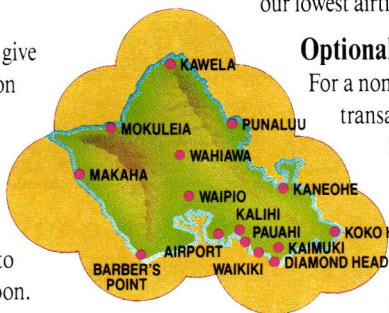 our lowest airti
give
on
Optional
For a non
transa
KAWELA
MOKULEIA
PUNALUU
WAHIAWA
MAKAHA
KANEOHE
WAIPIO
KALIHI
PAUAHI
KOKO H
AIRPORT
KAIMUKI
to
BARBER'S
POINT
WAIKIKI
DIAMOND HEAD
oon.